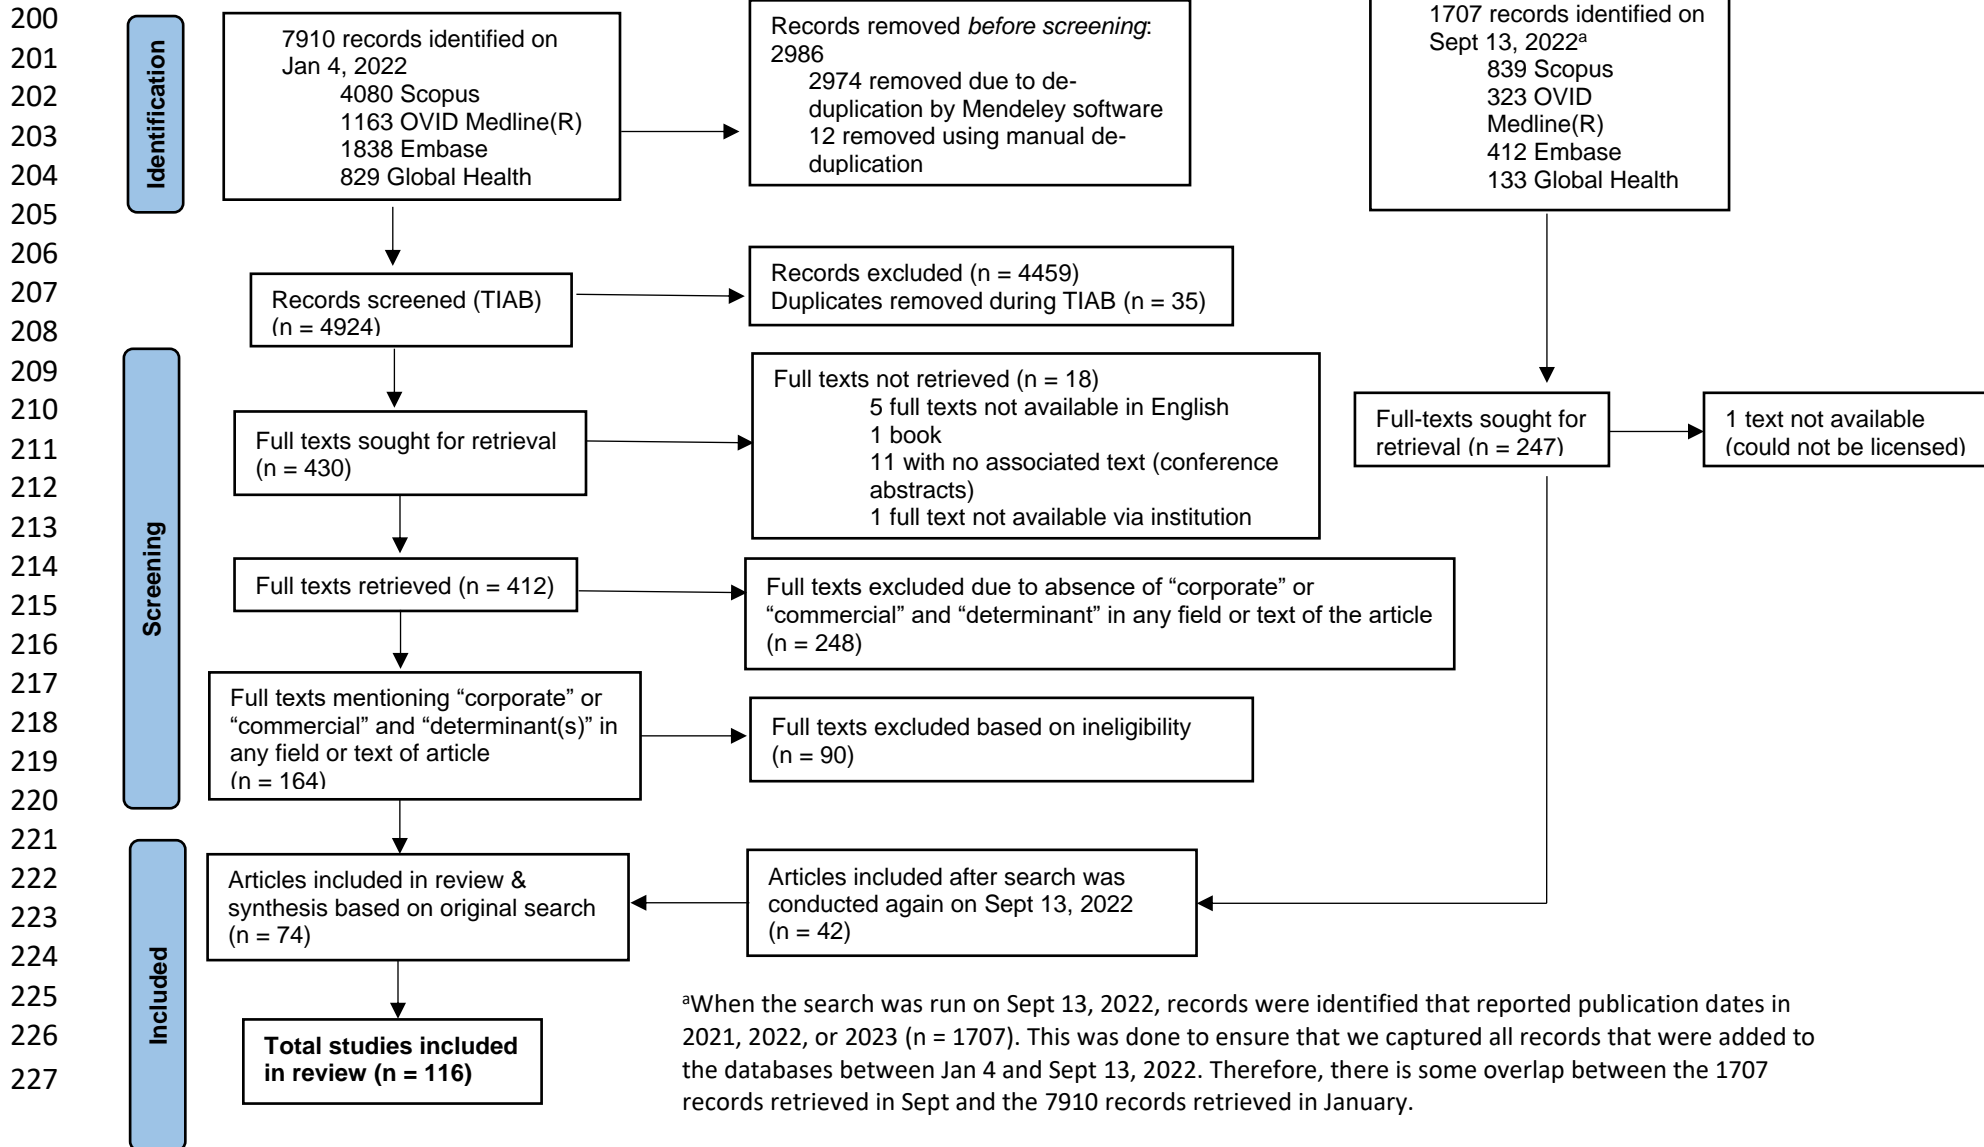 200
201
202
203
204
205
206
207
208
209
210
211
212
213
214
215
216
217
218
219
220
221
222
223
224
225
226
227
Identification
7910 records identified on
Jan 4, 2022
4080 Scopus
1163 OVID Medline(R)
1838 Embase
829 Global Health
Records removed before screening:
2986
2974 removed due to de-
duplication by Mendeley software
12 removed using manual de-
duplication
1707 records identified on
Sept 13, 2022a
839 Scopus
323 OVID
Medline(R)
412 Embase
133 Global Health
Records screened (TIAB)
(n = 4924)
Records excluded (n = 4459)
Duplicates removed during TIAB (n = 35)
Screening
Full texts sought for retrieval
(n = 430)
Full texts not retrieved (n = 18)
5 full texts not available in English
1 book
11 with no associated text (conference
abstracts)
1 full text not available via institution
Full-texts sought for
retrieval (n = 247)
1 text not available
(could not be licensed)
Full texts retrieved (n = 412)
Full texts excluded due to absence of “corporate” or
“commercial” and “determinant” in any field or text of the article
(n = 248)
Full texts mentioning “corporate” or
“commercial” and “determinant(s)” in
any field or text of article
(n = 164)
Full texts excluded based on ineligibility
(n = 90)
Included
Articles included in review &
synthesis based on original search
(n = 74)
Articles included after search was
conducted again on Sept 13, 2022
(n = 42)
Total studies included
in review (n = 116)
aWhen the search was run on Sept 13, 2022, records were identified that reported publication dates in
2021, 2022, or 2023 (n = 1707). This was done to ensure that we captured all records that were added to
the databases between Jan 4 and Sept 13, 2022. Therefore, there is some overlap between the 1707
records retrieved in Sept and the 7910 records retrieved in January.